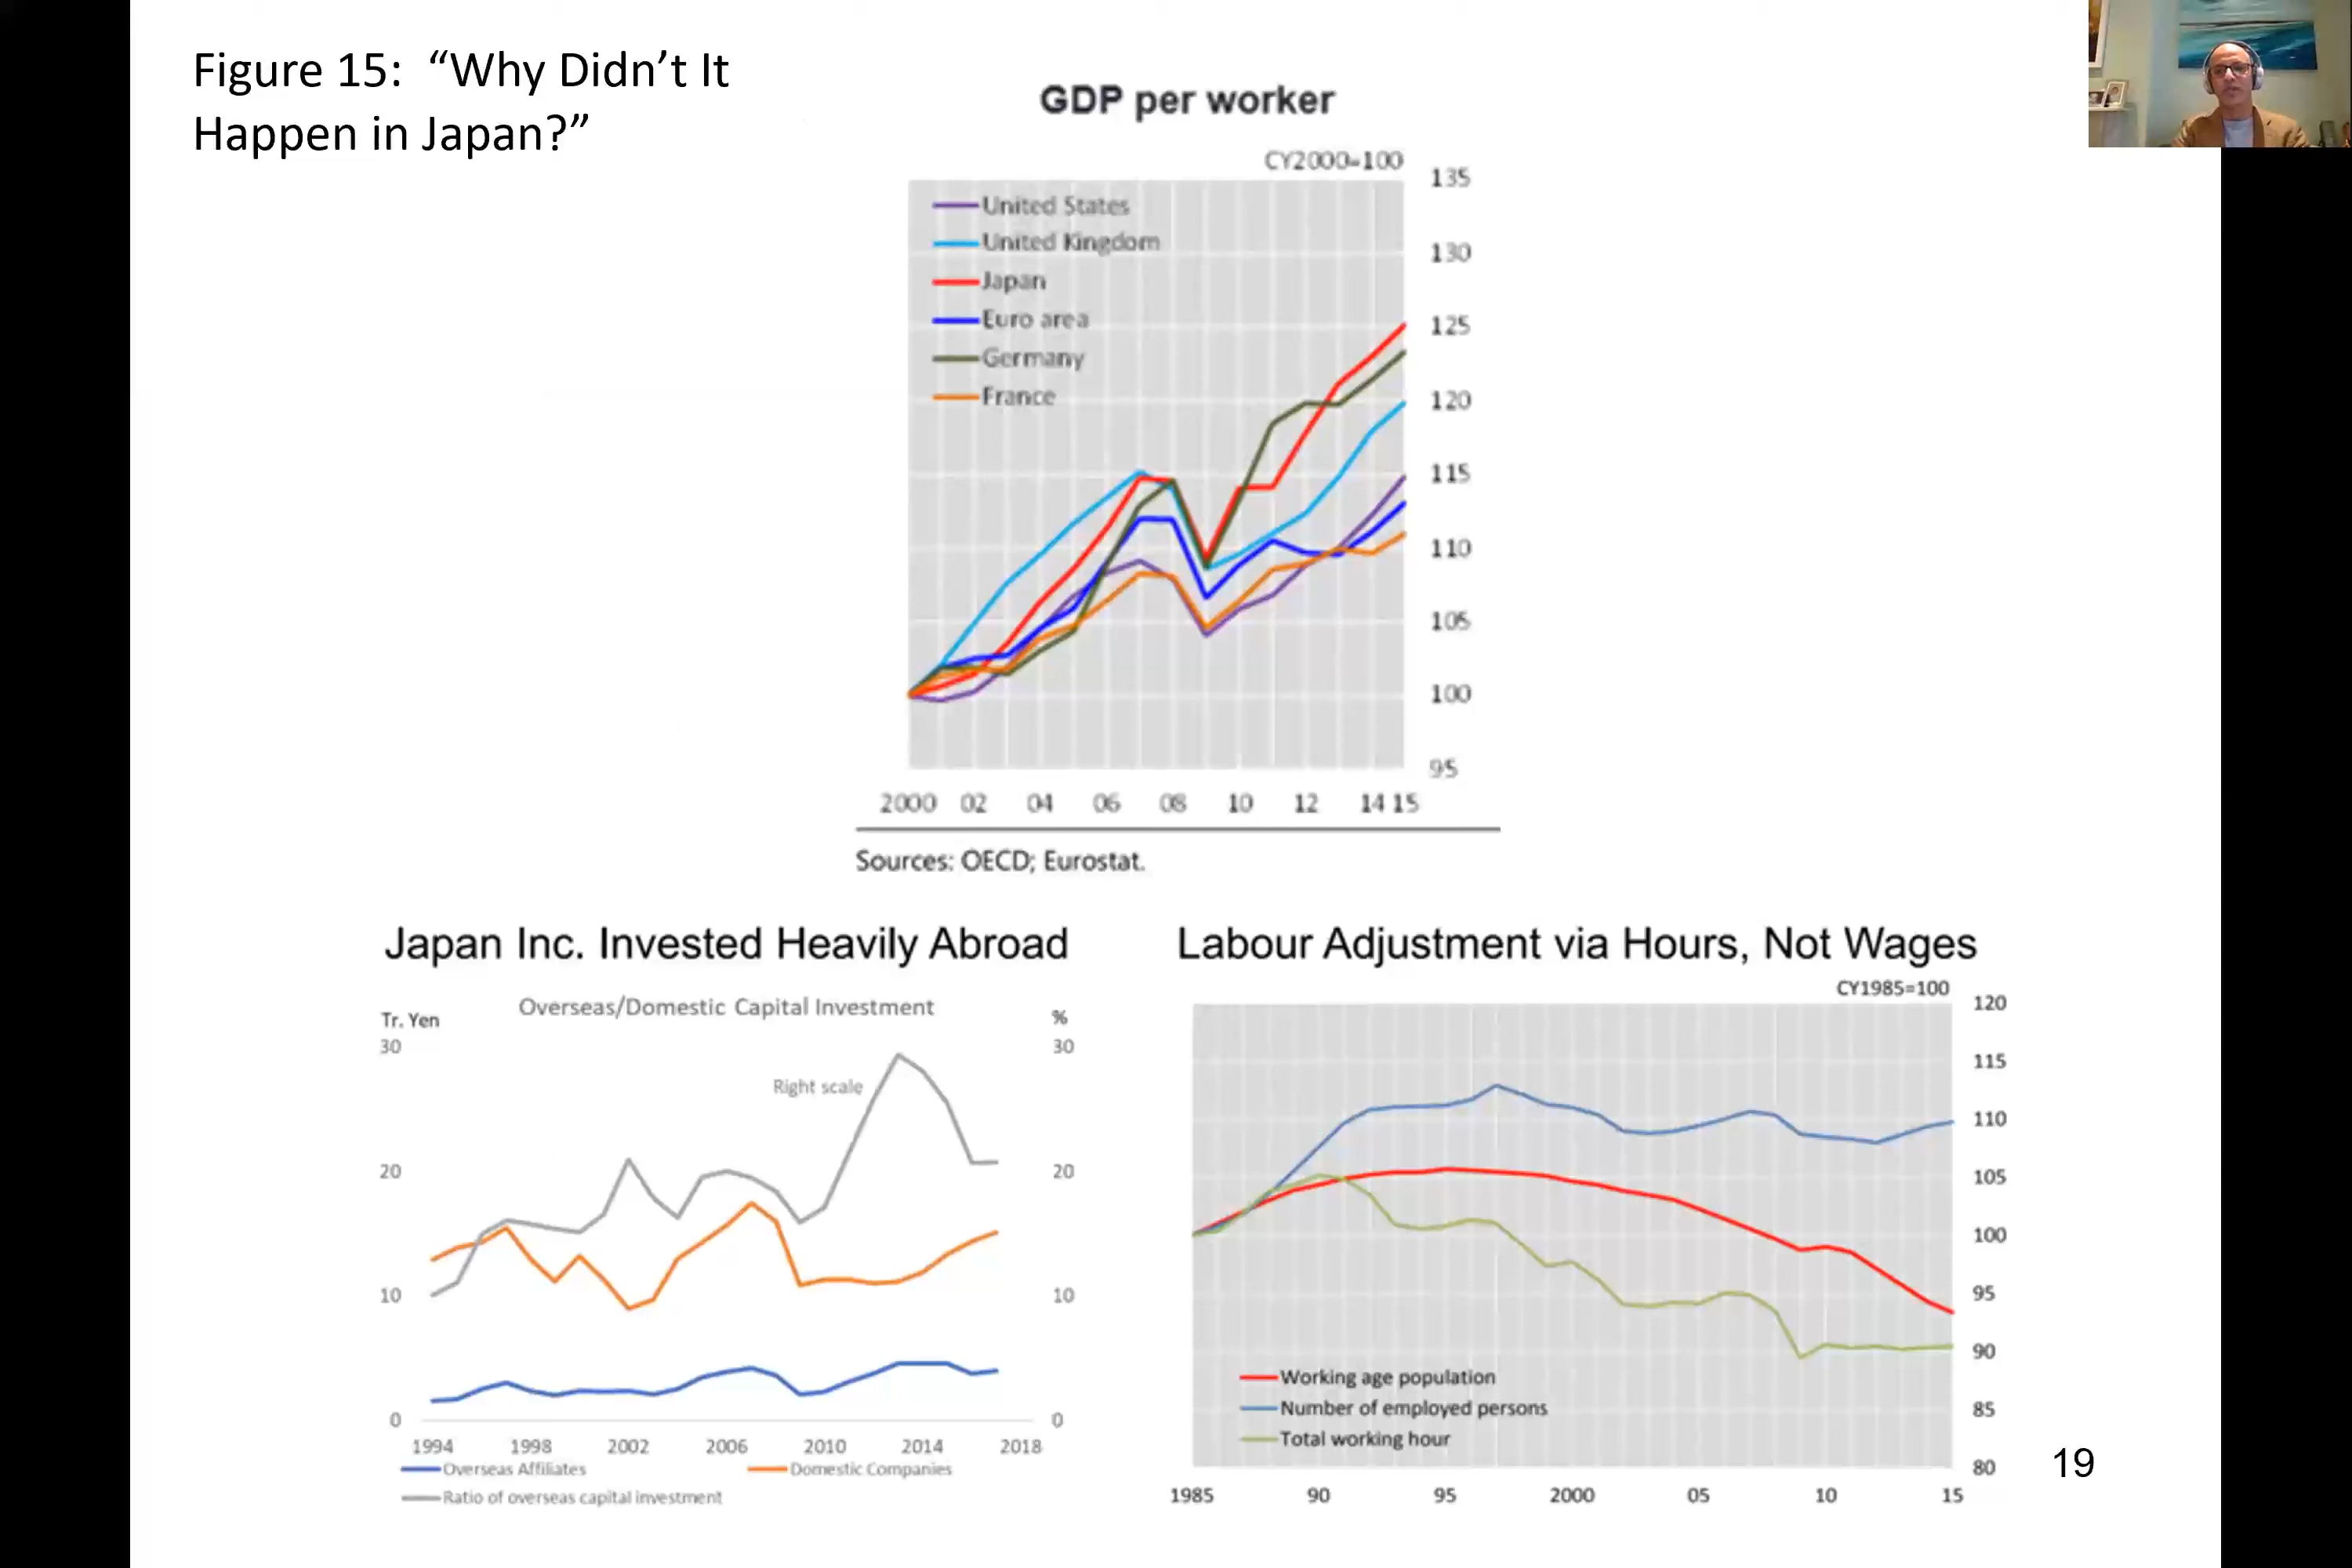 Figure 15:  “Why Didn’t It
Happen in Japan?”
GDP per worker
CY2000=100
United States
United Kingdom
Japan
Euro area
Germany
France
135
130
125
120
115
110
105
100
95
2000 02 04 06 08 10 12 14 15
Sources: OECD; Eurostat.
Japan Inc. Invested Heavily Abroad
Overseas/Domestic Capital Investment
Tr. Yen
%
30
20
10
0
Right scale
30
20
10
0
1994 1998 2002 2006 2010 2014 2018
Overseas Affiliates
Domestic Companies
Ratio of overseas capital investment
Labour Adjustment via Hours, Not Wages
CY1985=100
120
115
110
105
100
95
90
85
80
Working age population
Number of employed persons
Total working hour
1985 90 95 2000 05 10 15
19